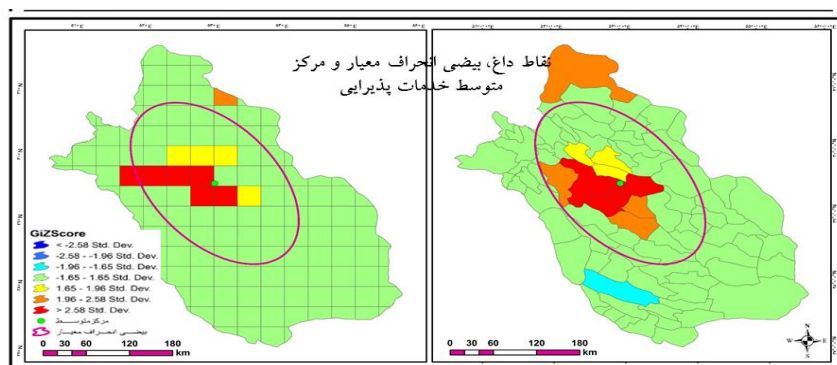 نقاط داغ، بیضی انحراف معیار و مرکز
متوسط خدمات پذیرایی
GiZScore
< -2.58 Std. Dev.
-2.58 - -1.96 Std. Dev.
-1.96 - -1.65 Std. Dev.
-1.65 - 1.65 Std. Dev.
1.65 - 1.96 Std. Dev.
1.96 - 2.58 Std. Dev.
> 2.58 Std. Dev.
مرکز متوسط
بیضی انحراف معیار
0 30 60 120 180
km
0 30 60 120 180
km
N
W E
S